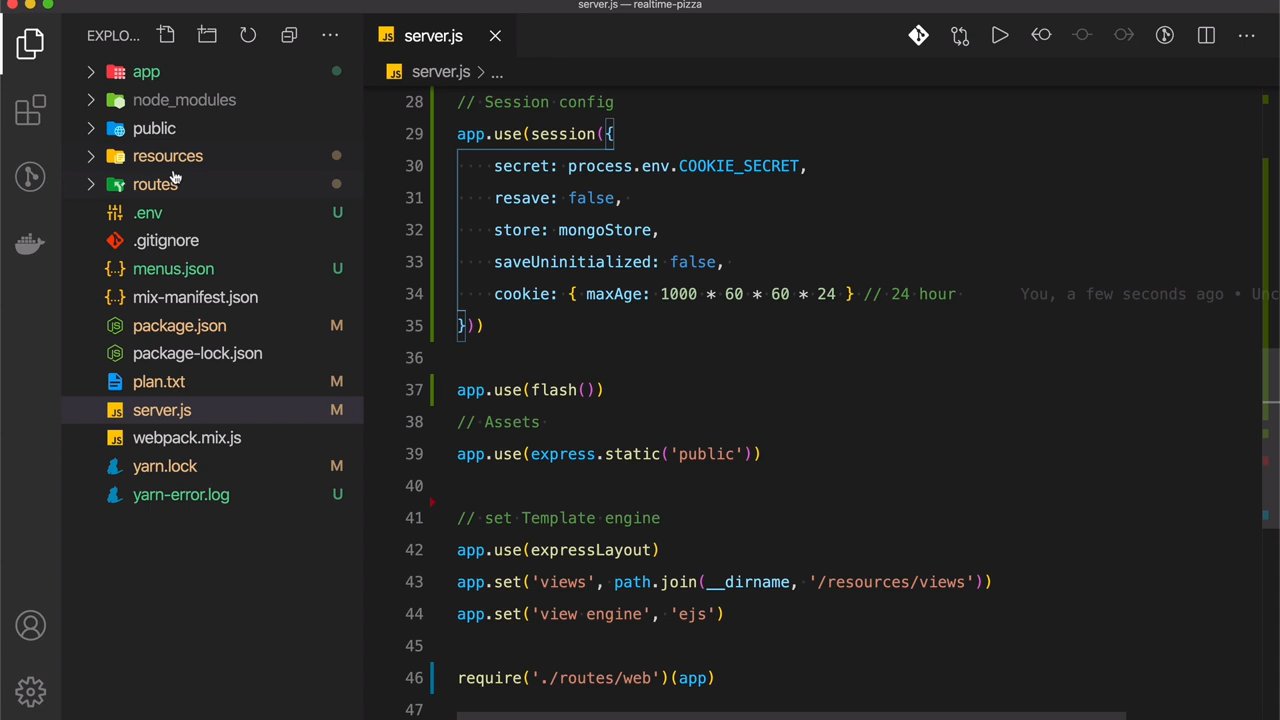 server.js — realtime-pizza
EXPLO...
server.js
server.js > ...
app
node_modules
public
resources
routes
.env U
.gitignore
menus.json U
mix-manifest.json
package.json M
package-lock.json
plan.txt M
server.js M
webpack.mix.js
yarn.lock M
yarn-error.log U
28 // Session config
29 app.use(session({
30 secret: process.env.COOKIE_SECRET,
31 resave: false,
32 store: mongoStore,
33 saveUninitialized: false,
34 cookie: { maxAge: 1000 * 60 * 60 * 24 } // 24 hour You, a few seconds ago • Unc
35 }))
36
37 app.use(flash())
38 // Assets
39 app.use(express.static('public'))
40
41 // set Template engine
42 app.use(expressLayout)
43 app.set('views', path.join(__dirname, '/resources/views'))
44 app.set('view engine', 'ejs')
45
46 require('./routes/web')(app)
47